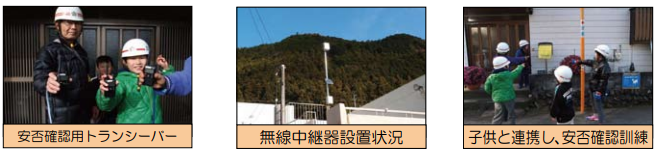 安否確認用トランシーバー
無線中継器設置状況
子供と連携し、安否確認訓練